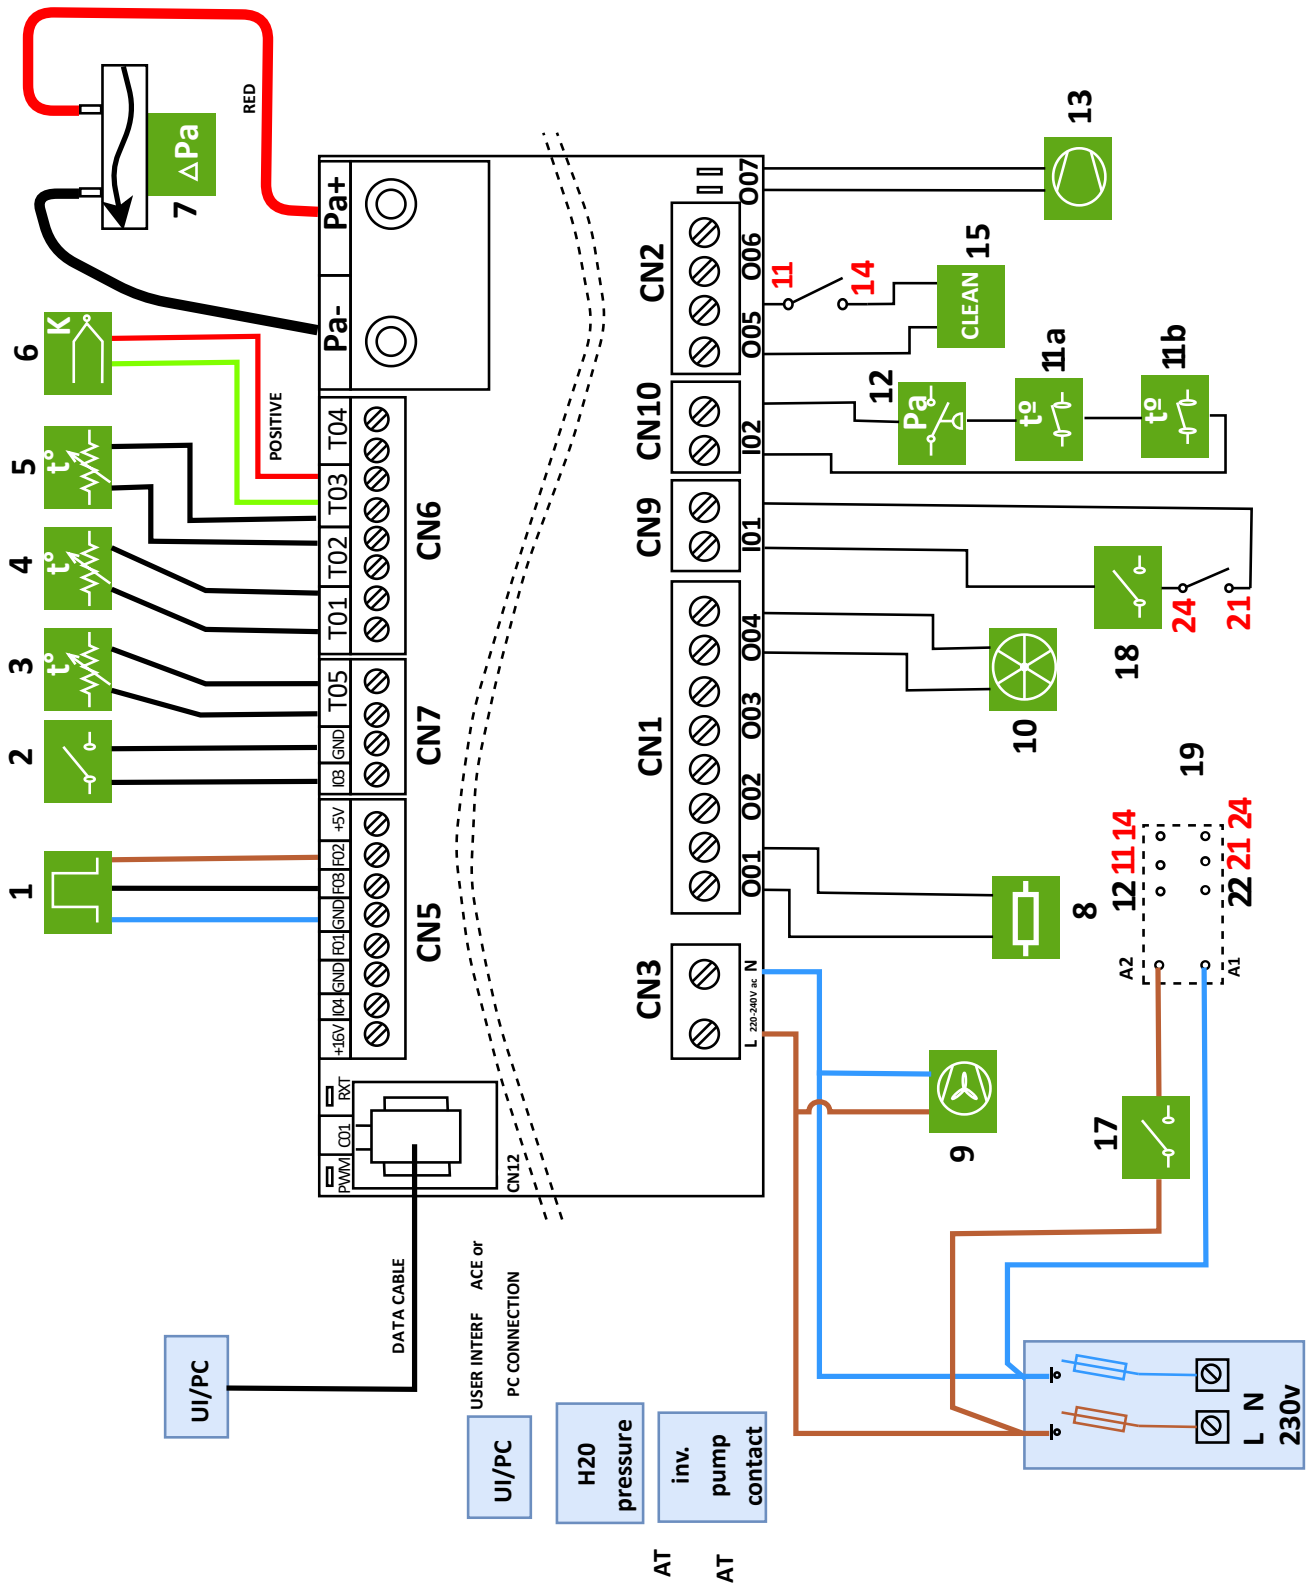 1
2
3
4
5
6
K
t°
t°
t°
7
△Pa
RED
POSITIVE
DATA CABLE
UI/PC
PWM
C01
RXT
CN12
+16V
I04
GND
F01
GND
F03
F02
+5V
CN5
I03
GND
T05
CN7
T01
T02
T03
T04
CN6
Pa-
Pa+
CN3
L 220-240V ac N
CN1
O01
O02
O03
O04
CN9
I01
CN10
I02
CN2
O05
O06
O07
USER INTERF ACE or
PC CONNECTION
UI/PC
H20
pressure
inv.
pump
contact
AT
AT
9
8
10
18
24
21
12
Pa
11a
tº
11b
tº
11
14
15
CLEAN
13
17
A2
A1
12 11 14
22 21 24
19
L N
230v